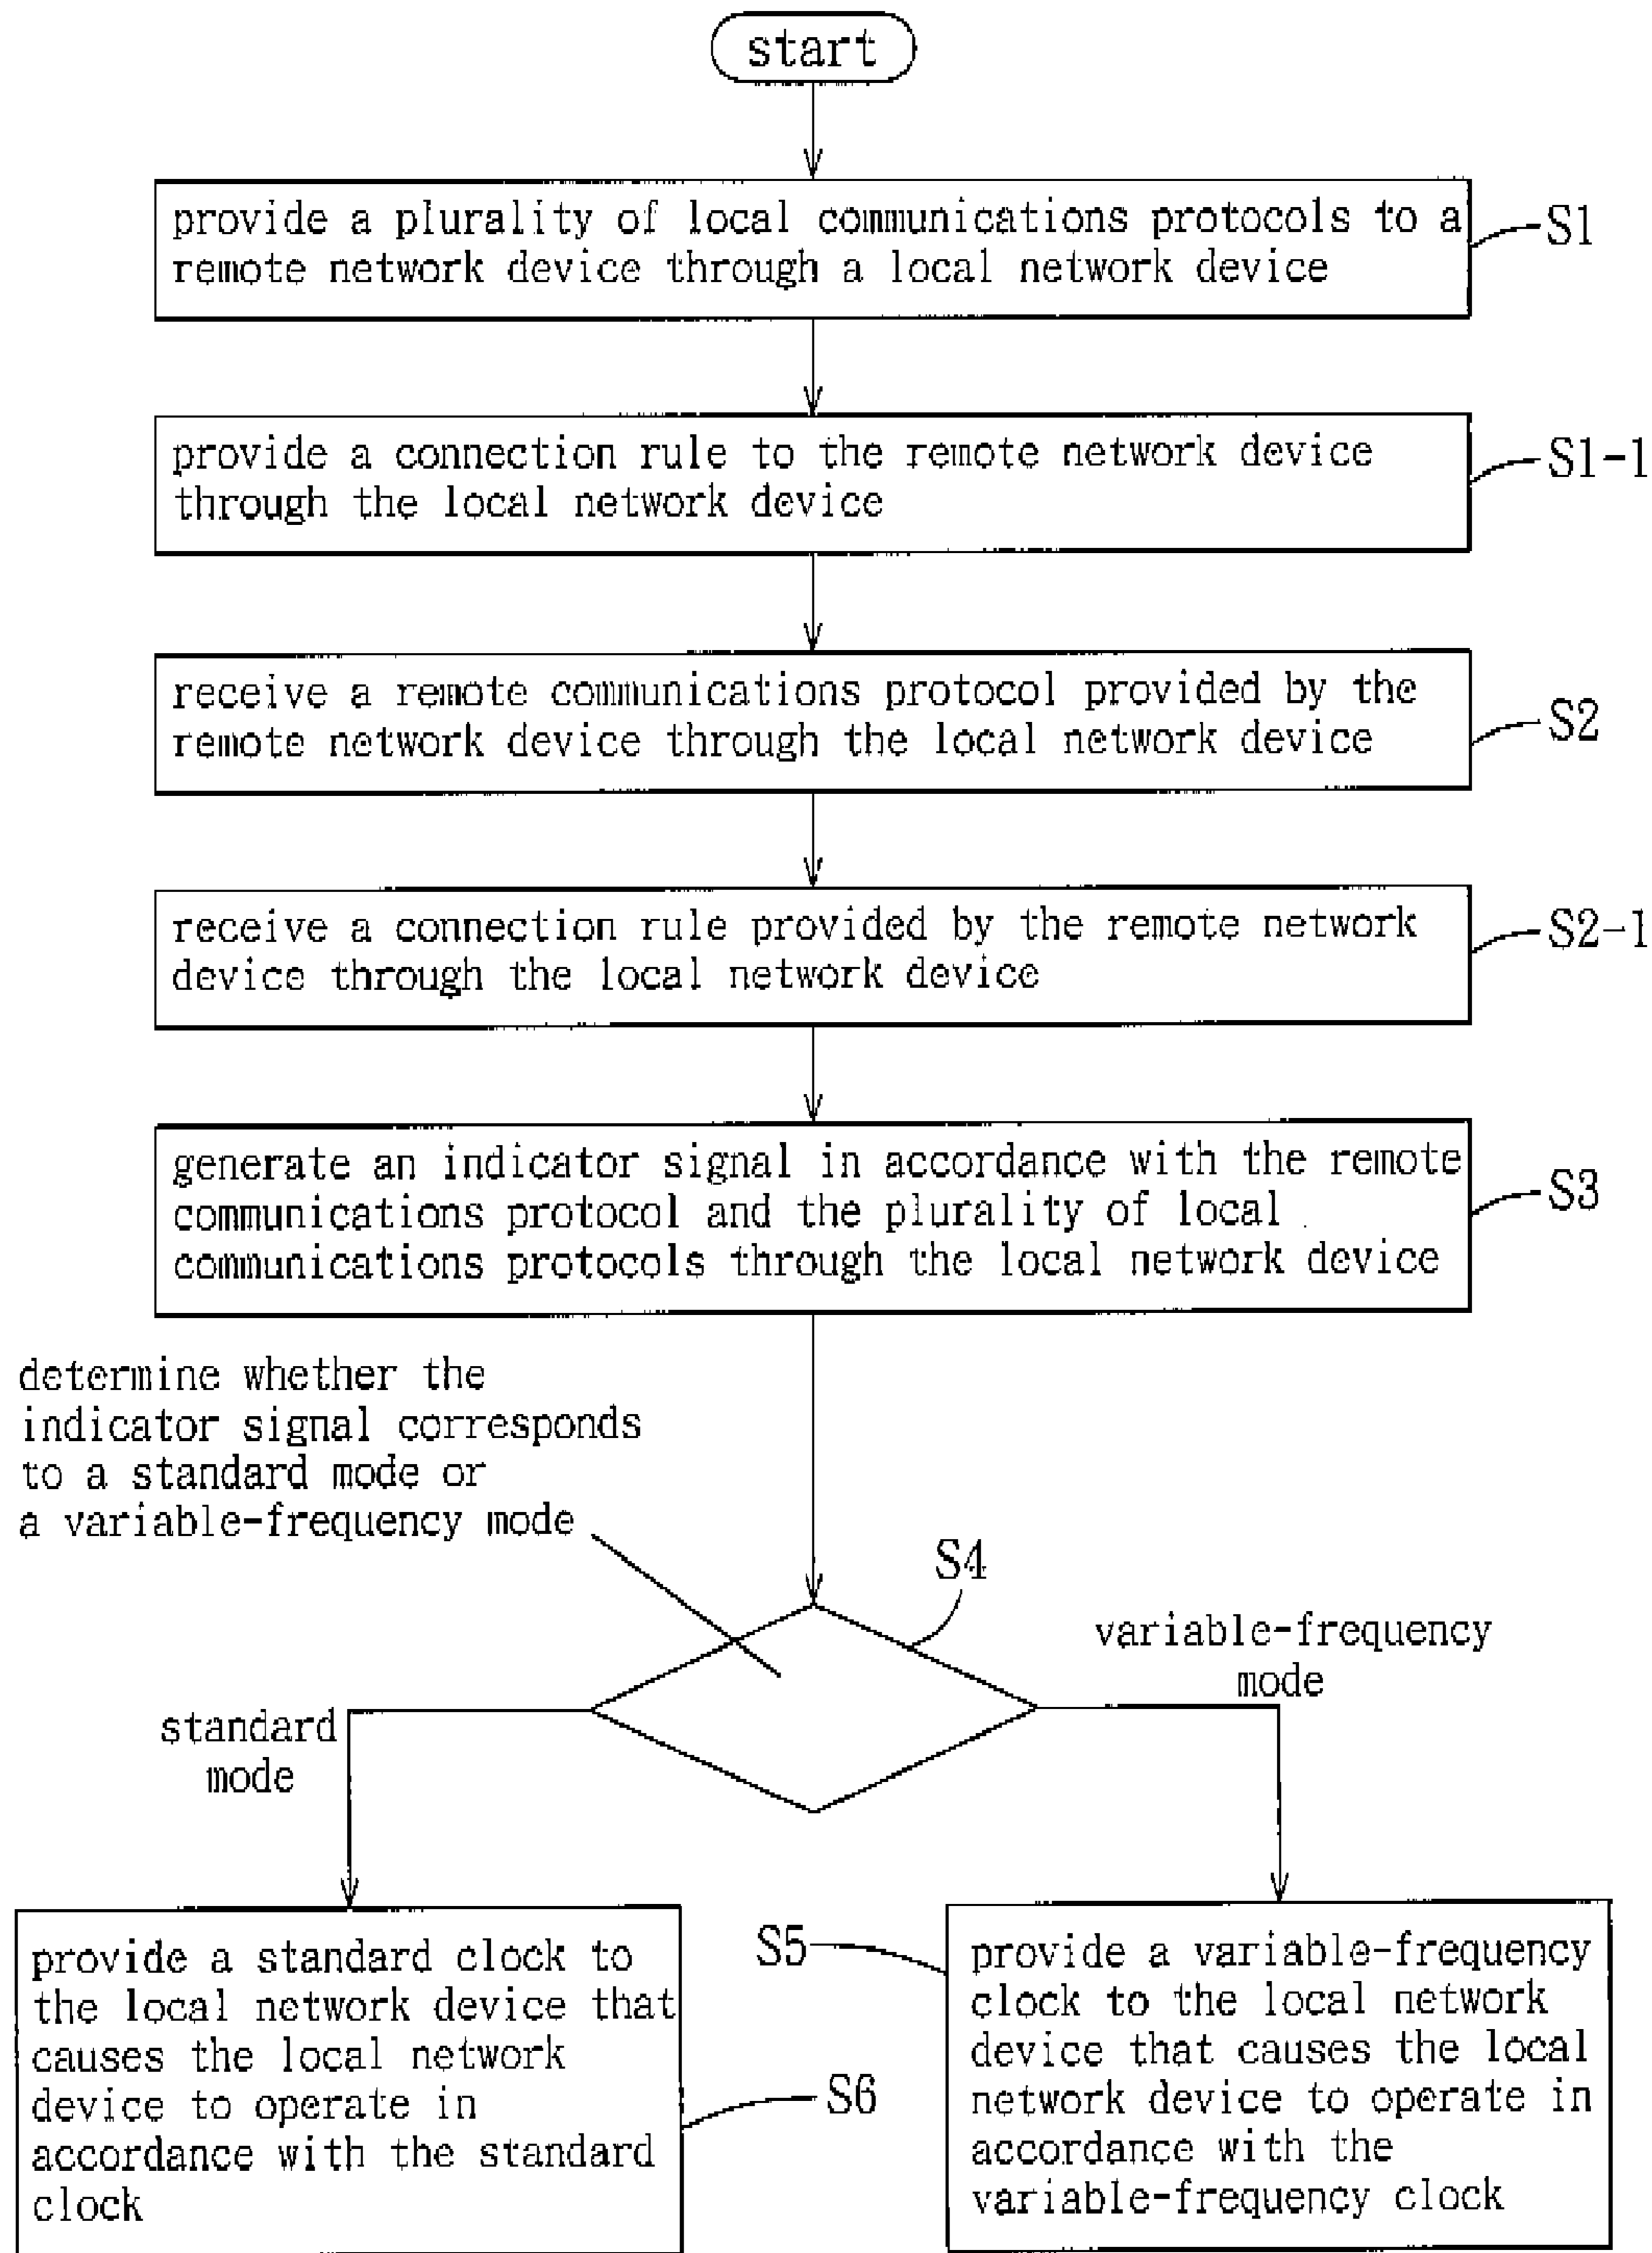 start
provide a plurality of local communications protocols to a
remote network device through a local network device
S1
provide a connection rule to the remote network device
through the local network device
S1-1
receive a remote communications protocol provided by the
remote network device through the local network device
S2
receive a connection rule provided by the remote network
device through the local network device
S2-1
generate an indicator signal in accordance with the remote
communications protocol and the plurality of local
communications protocols through the local network device
S3
determine whether the
indicator signal corresponds
to a standard mode or
a variable-frequency mode
S4
variable-frequency
mode
standard
mode
provide a standard clock to
the local network device that
causes the local network
device to operate in
accordance with the standard
clock
S6
S5
provide a variable-frequency
clock to the local network
device that causes the local
network device to operate in
accordance with the
variable-frequency clock